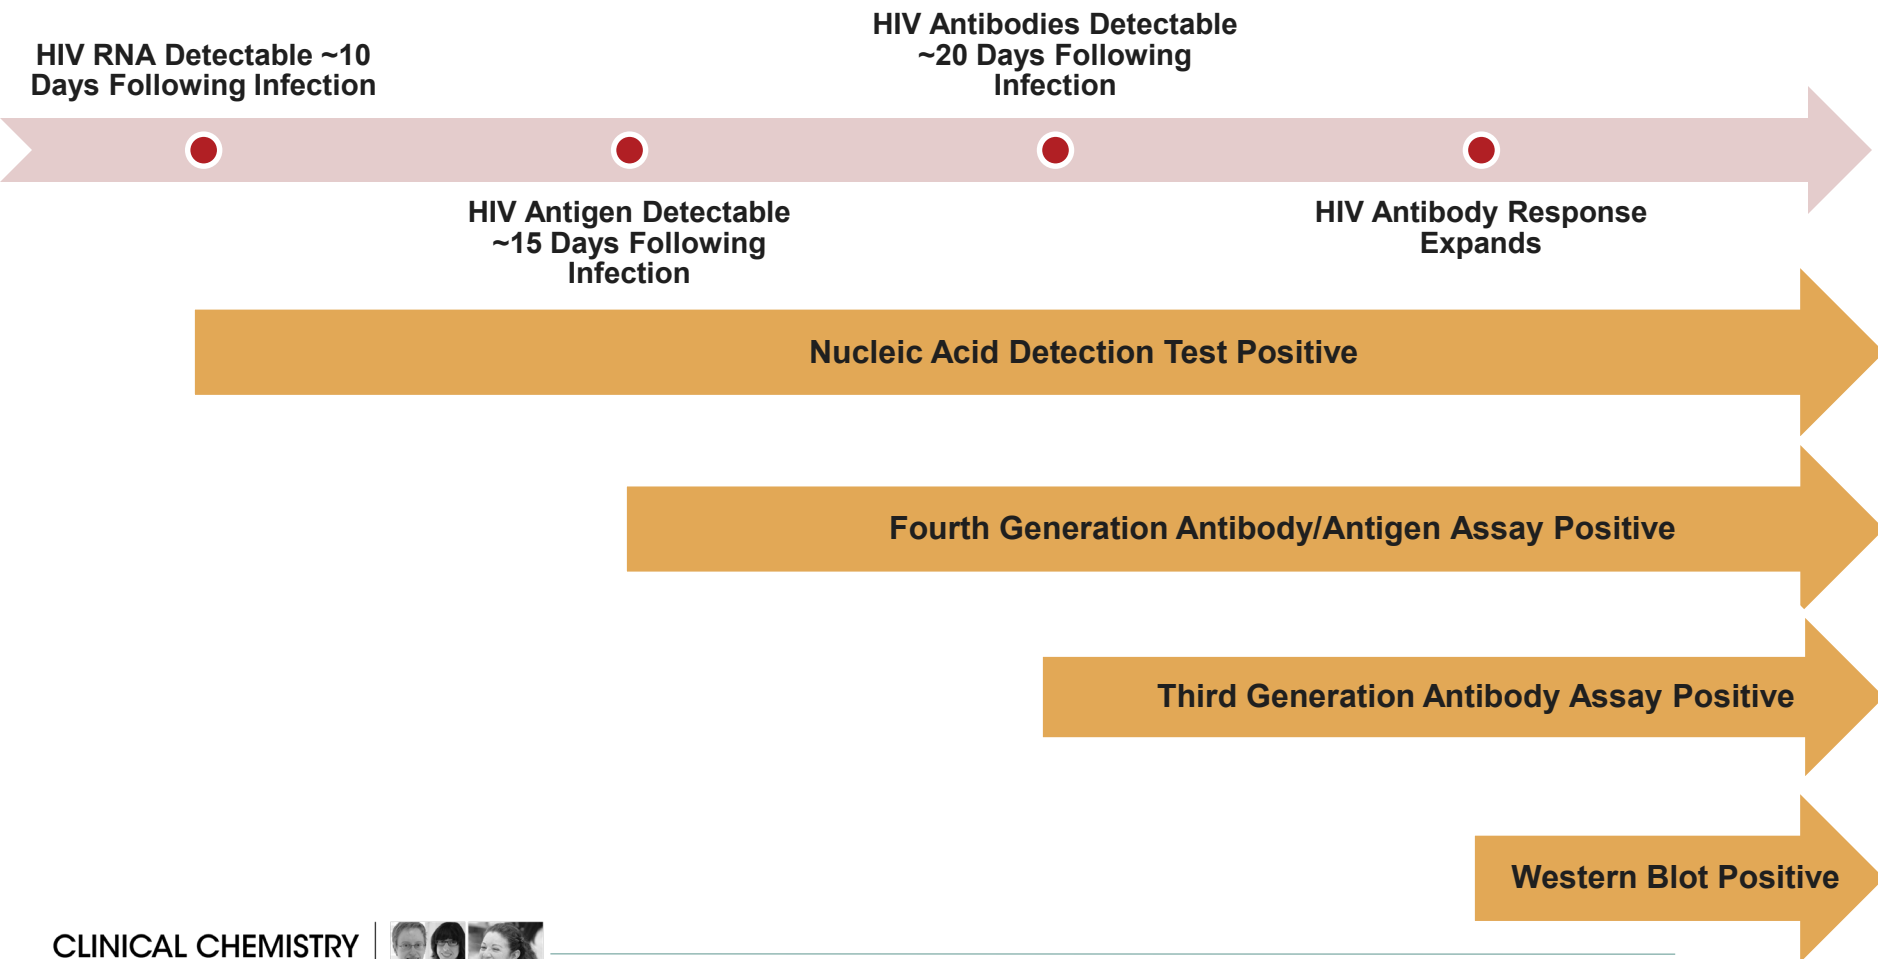 HIV RNA Detectable ~10
Days Following Infection
HIV Antibodies Detectable
~20 Days Following
Infection
HIV Antigen Detectable
~15 Days Following
Infection
HIV Antibody Response
Expands
Nucleic Acid Detection Test Positive
Fourth Generation Antibody/Antigen Assay Positive
Third Generation Antibody Assay Positive
Western Blot Positive
CLINICAL CHEMISTRY